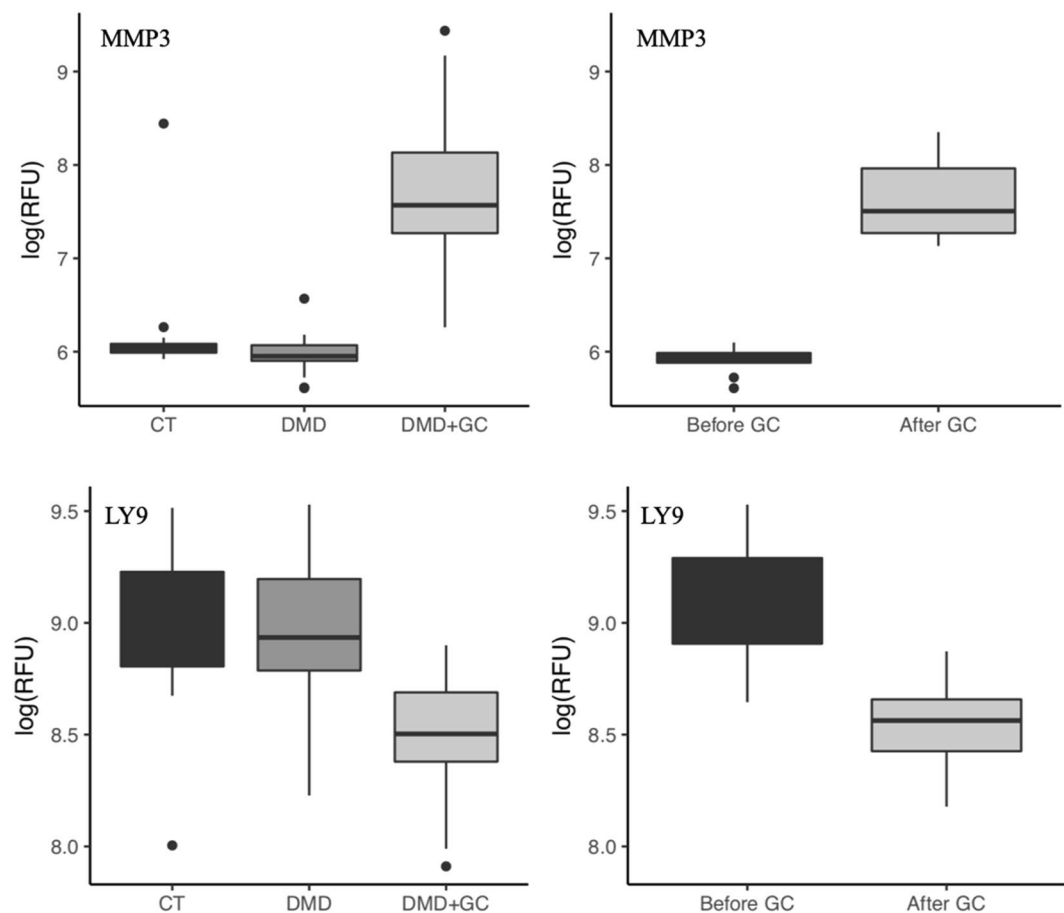 MMP3
log(RFU)
9
8
7
6
CT DMD DMD+GC
MMP3
log(RFU)
9
8
7
6
Before GC After GC
LY9
log(RFU)
9.5
9.0
8.5
8.0
CT DMD DMD+GC
LY9
log(RFU)
9.5
9.0
8.5
8.0
Before GC After GC